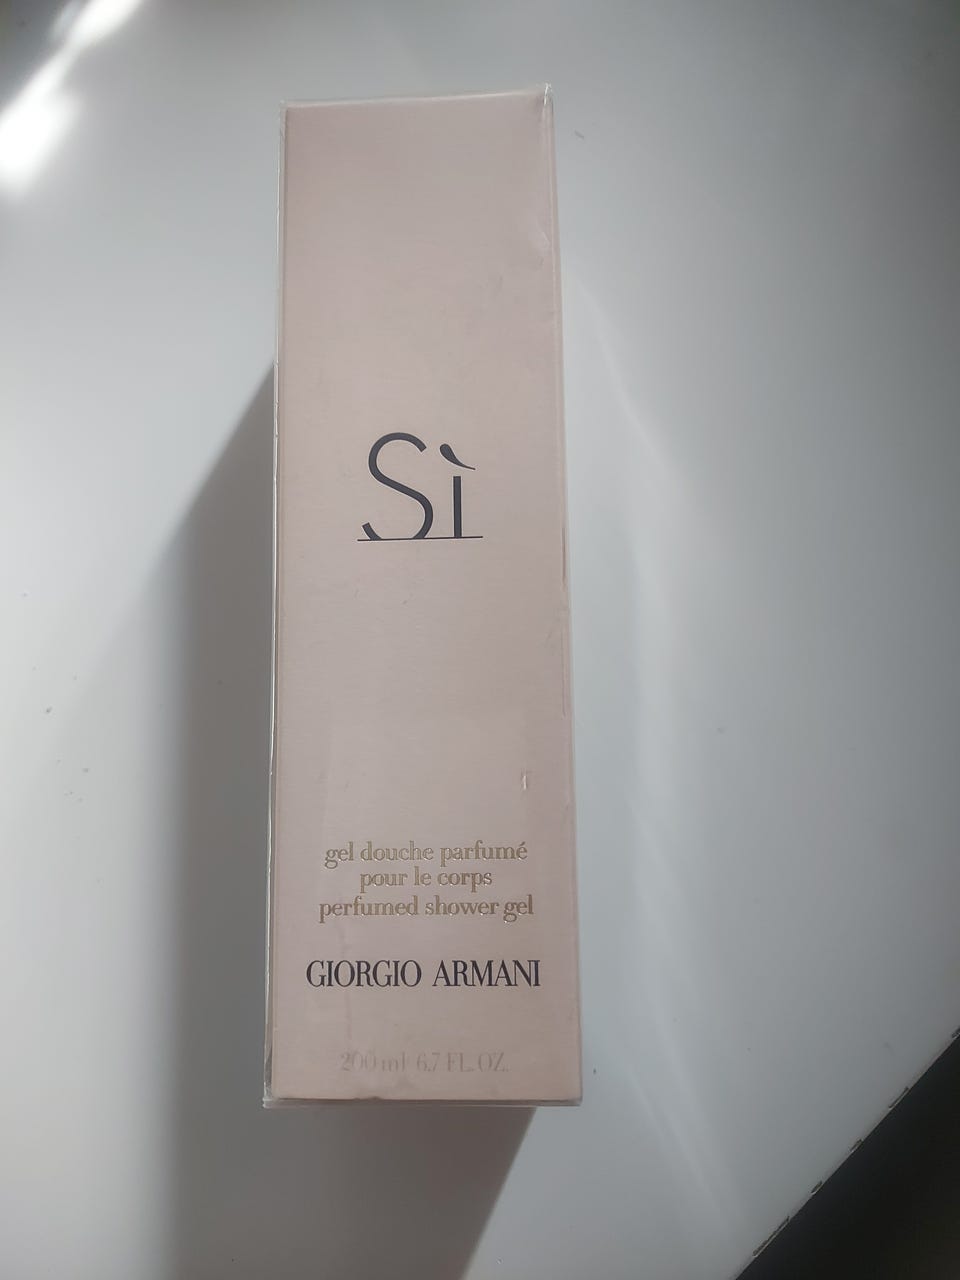 Sì
gel douche parfumé
pour le corps
perfumed shower gel
GIORGIO ARMANI
200 ml 6.7 FL. OZ.